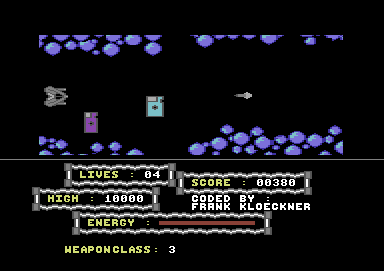 LIVES : 04
SCORE : 00380
HIGH : 10000
CODED BY :
FRANK KLOECKNER
ENERGY :
WEAPONCLASS: 3